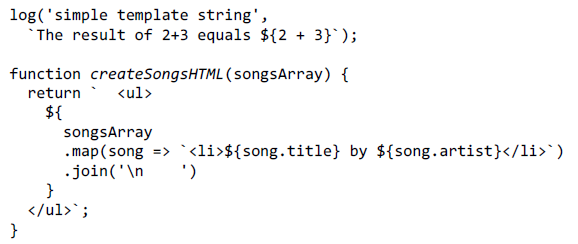 log('simple template string',
  `The result of 2+3 equals ${2 + 3}`);

function createSongsHTML(songsArray) {
  return `  <ul>
    ${
      songsArray
      .map(song => `<li>${song.title} by ${song.artist}</li>`)
      .join('\n    ')
    }
  </ul>`;
}